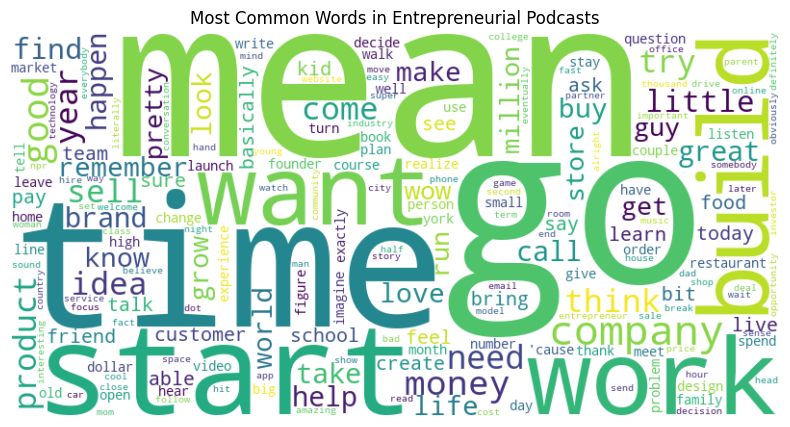 Most Common Words in Entrepreneurial Podcasts
mean
go
time
start
work
want
build
find
market
year
happen
good
pretty
look
write
mind
basically
decide
walk
kid
come
turn
make
well
use
see
book
plan
million
question
office
college
stay
fast
ask
partner
buy
try
little
guy
store
listen
couple
great
parent
online
definitely
obviously
technology
everybody
literally
conversation
website
move
easy
super
industry
eventually
thousand
drive
important
tell
npr
team
remember
launch
hand
founder
course
realize
wow
person
york
leave
hire
way
sell
sure
pay
home
set
welcome
woman
class
brand
change
night
young
watch
community
city
phone
game
second
small
term
room
end
say
have
get
learn
order
food
today
somebody
later
music
house
dad
shop
restaurant
investor
opportunity
deal
wait
line
sound
country
high
know
believe
idea
service
focus
talk
fact
dot
grow
experience
world
figure
man
story
imagine
exactly
half
love
run
call
bring
email
model
give
think
bit
entrepreneur
sale
break
live
sense
spend
product
interesting
friend
customer
school
feel
month
number
need
company
'cause
thank
meet
price
problem
dollar
space
video
app
show
bad
take
create
able
hear
cool
close
open
old
car
mom
follow
hit
amazing
big
help
read
cost
money
life
day
send
design
family
hour
decision
head